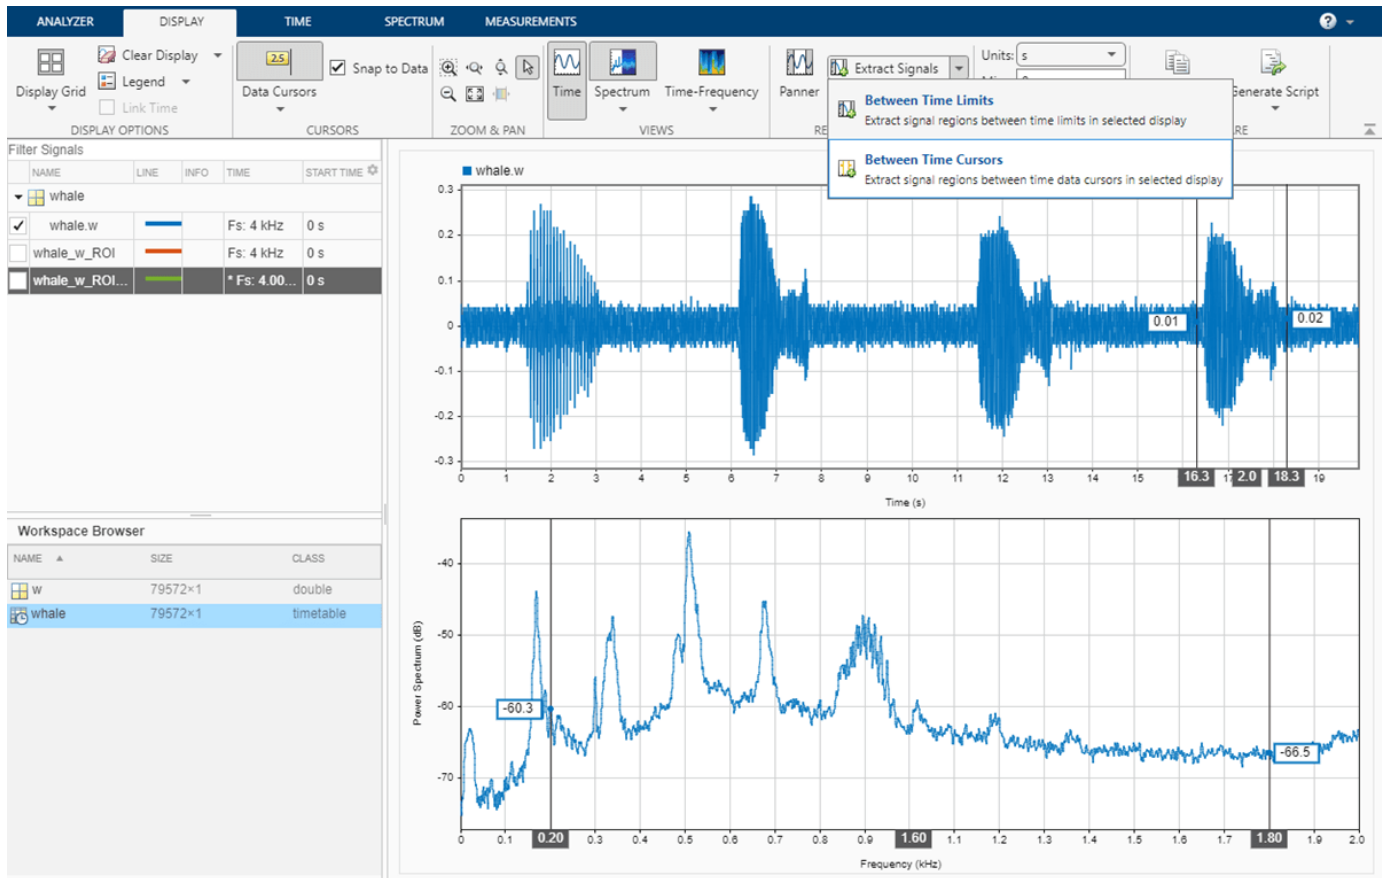 ANALYZER DISPLAY TIME SPECTRUM MEASUREMENTS ?
Display Grid
Clear Display
Legend
Link Time
DISPLAY OPTIONS
2.5
Data Cursors
Snap to Data
CURSORS
ZOOM & PAN
Time
Spectrum
Time-Frequency
VIEWS
Panner
Extract Signals
Units: s
Generate Script
Between Time Limits
Extract signal regions between time limits in selected display
Between Time Cursors
Extract signal regions between time data cursors in selected display
Filter Signals
NAME LINE INFO TIME START TIME
whale
whale.w Fs: 4 kHz 0 s
whale_w_ROI Fs: 4 kHz 0 s
whale_w_ROI... * Fs: 4.00... 0 s
Workspace Browser
NAME SIZE CLASS
w 79572×1 double
whale 79572×1 timetable
whale.w
0.3
0.2
0.1
0
-0.1
-0.2
-0.3
0.01
0.02
0 1 2 3 4 5 6 7 8 9 10 11 12 13 14 15 16.3 17 2.0 18.3 19
Time (s)
Power Spectrum (dB)
-40
-50
-60
-70
-60.3
-66.5
0 0.1 0.20 0.3 0.4 0.5 0.6 0.7 0.8 0.9 1.60 1.1 1.2 1.3 1.4 1.5 1.6 1.7 1.80 1.9 2.0
Frequency (kHz)